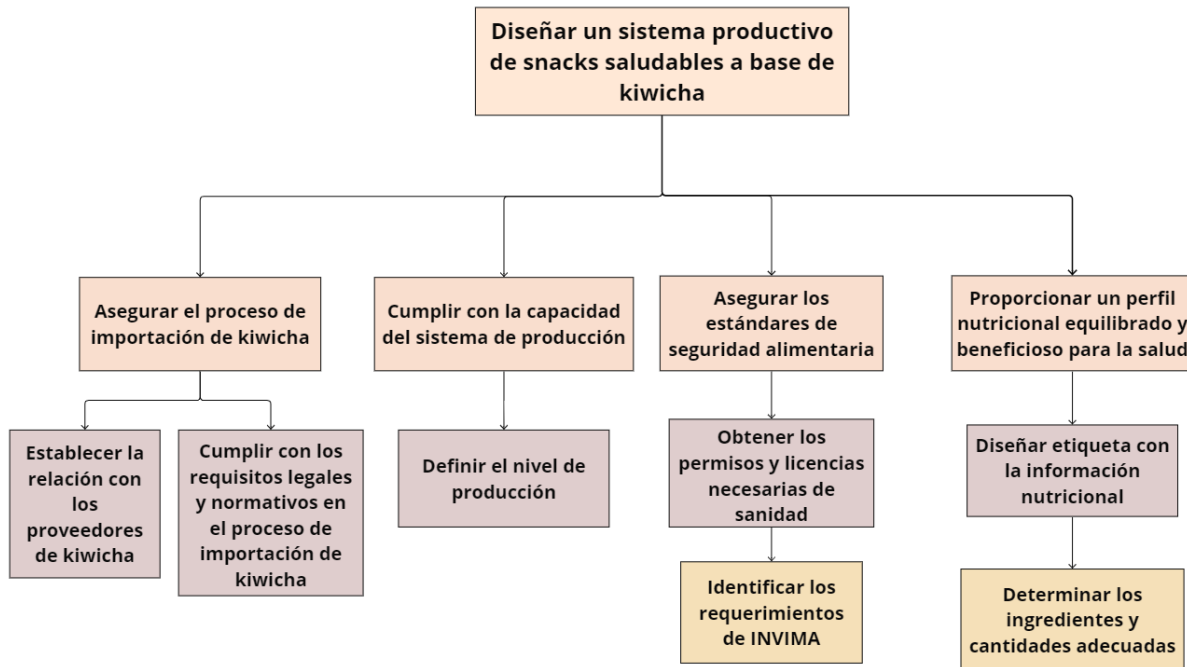 Diseñar un sistema productivo
de snacks saludables a base de
kiwicha
Asegurar el proceso de
importación de kiwicha
Cumplir con la capacidad
del sistema de producción
Asegurar los
estándares de
seguridad alimentaria
Proporcionar un perfil
nutricional equilibrado y
beneficioso para la salud
Establecer la
relación con
los
proveedores
de kiwicha
Cumplir con los
requisitos legales
y normativos en
el proceso de
importación de
kiwicha
Definir el nivel de
producción
Obtener los
permisos y licencias
necesarias de
sanidad
Diseñar etiqueta con
la información
nutricional
Identificar los
requerimientos
de INVIMA
Determinar los
ingredientes y
cantidades adecuadas